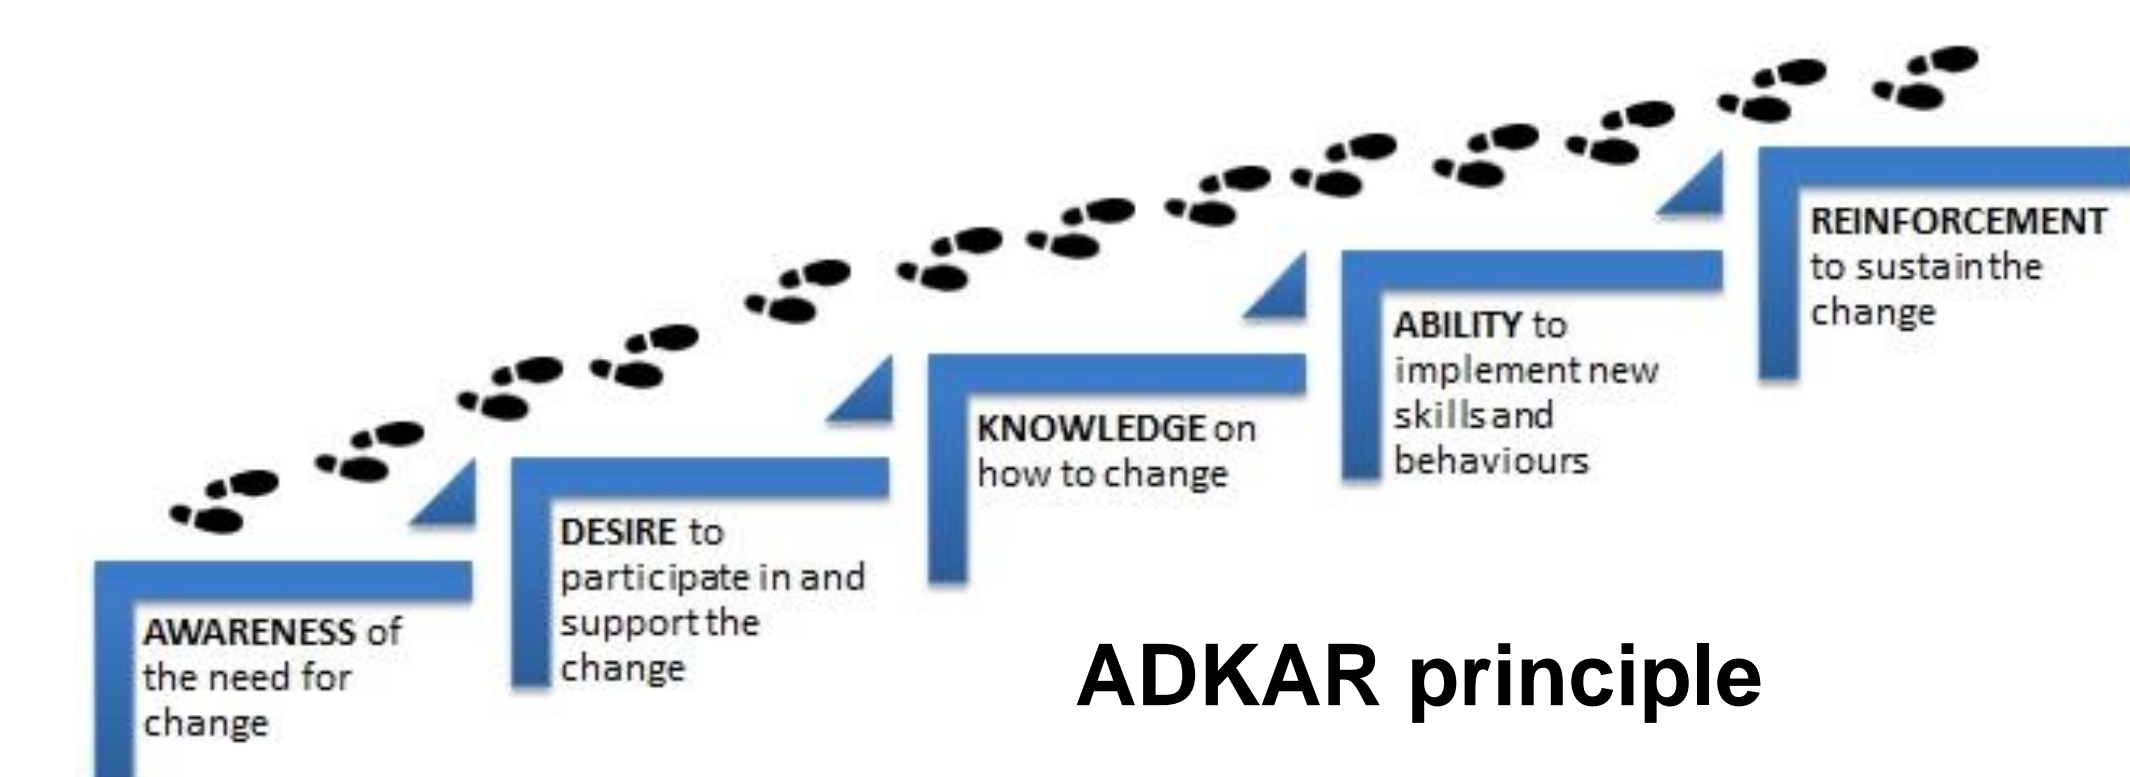 AWARENESS of
the need for
change
DESIRE to
participate in and
support the
change
KNOWLEDGE on
how to change
ABILITY to
implement new
skills and
behaviours
REINFORCEMENT
to sustain the
change
ADKAR principle